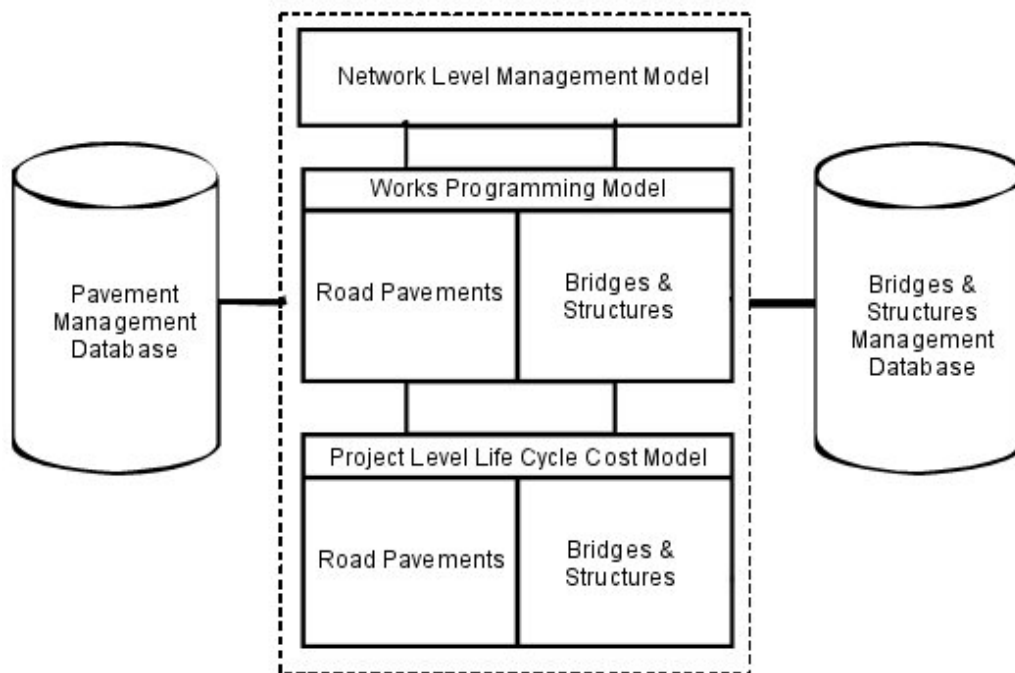 Network Level Management Model
Works Programming Model
Road Pavements
Bridges &
Structures
Project Level Life Cycle Cost Model
Road Pavements
Bridges &
Structures
Pavement
Management
Database
Bridges &
Structures
Management
Database